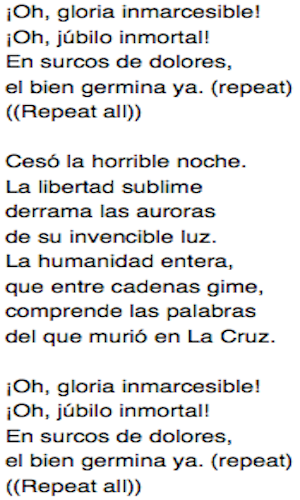 ¡Oh, gloria inmarcesible!
¡Oh, júbilo inmortal!
En surcos de dolores,
el bien germina ya. (repeat)
((Repeat all))

Cesó la horrible noche.
La libertad sublime
derrama las auroras
de su invencible luz.
La humanidad entera,
que entre cadenas gime,
comprende las palabras
del que murió en La Cruz.

¡Oh, gloria inmarcesible!
¡Oh, júbilo inmortal!
En surcos de dolores,
el bien germina ya. (repeat)
((Repeat all))